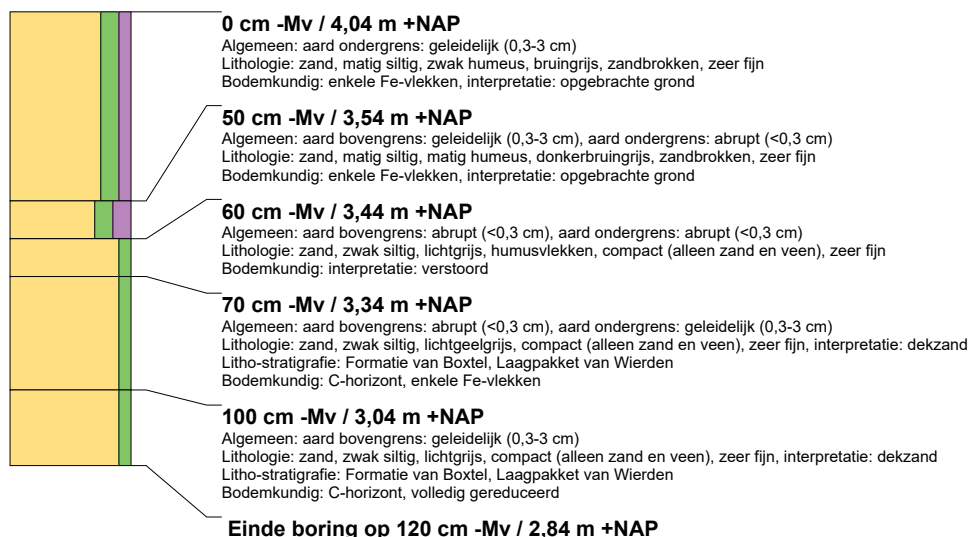 0 cm -Mv / 4,04 m +NAP
Algemeen: aard ondergrens: geleidelijk (0,3-3 cm)
Lithologie: zand, matig siltig, zwak humeus, bruingrijs, zandbrokken, zeer fijn
Bodemkundig: enkele Fe-vlekken, interpretatie: opgebrachte grond
50 cm -Mv / 3,54 m +NAP
Algemeen: aard bovengrens: geleidelijk (0,3-3 cm), aard ondergrens: abrupt (<0,3 cm)
Lithologie: zand, matig siltig, matig humeus, donkerbruingrijs, zandbrokken, zeer fijn
Bodemkundig: enkele Fe-vlekken, interpretatie: opgebrachte grond
60 cm -Mv / 3,44 m +NAP
Algemeen: aard bovengrens: abrupt (<0,3 cm), aard ondergrens: abrupt (<0,3 cm)
Lithologie: zand, zwak siltig, lichtgrijs, humusvlekken, compact (alleen zand en veen), zeer fijn
Bodemkundig: interpretatie: verstoord
70 cm -Mv / 3,34 m +NAP
Algemeen: aard bovengrens: abrupt (<0,3 cm), aard ondergrens: geleidelijk (0,3-3 cm)
Lithologie: zand, zwak siltig, lichtgeelgrijs, compact (alleen zand en veen), zeer fijn, interpretatie: dekzand
Litho-stratigrafie: Formatie van Boxtel, Laagpakket van Wierden
Bodemkundig: C-horizont, enkele Fe-vlekken
100 cm -Mv / 3,04 m +NAP
Algemeen: aard bovengrens: geleidelijk (0,3-3 cm)
Lithologie: zand, zwak siltig, lichtgrijs, compact (alleen zand en veen), zeer fijn, interpretatie: dekzand
Litho-stratigrafie: Formatie van Boxtel, Laagpakket van Wierden
Bodemkundig: C-horizont, volledig gereduceerd
Einde boring op 120 cm -Mv / 2,84 m +NAP